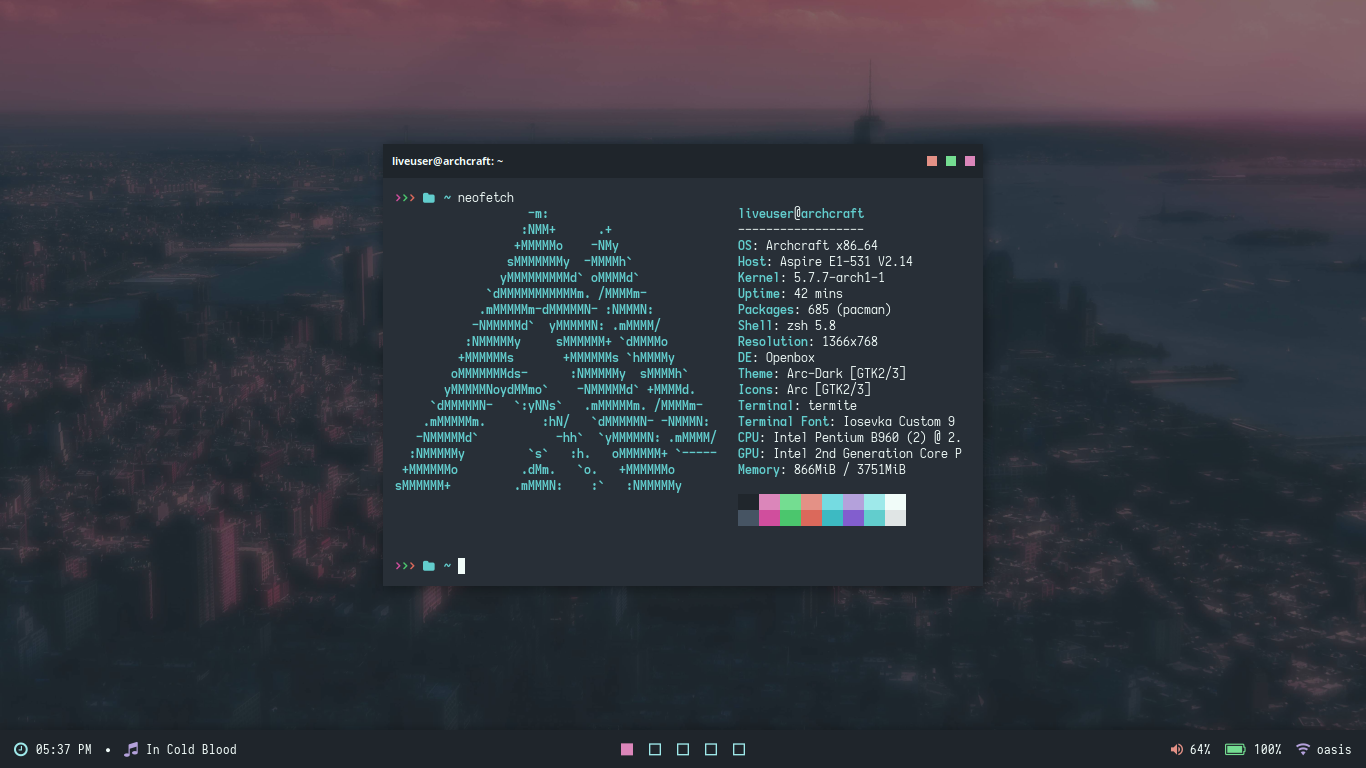 liveuser@archcraft: ~
>>> ~ neofetch
-m:
:NMM+ .+
+MMMMMo -NMy
sMMMMMMMy -MMMMh`
yMMMMMMMMMd` oMMMMd`
`dMMMMMMMMMMMm. /MMMMm-
.mMMMMMm-dMMMMMN- :NMMMN:
-NMMMMMd` yMMMMMN: .mMMMM/
:NMMMMMy sMMMMMM+ `dMMMMo
+MMMMMMs +MMMMMMs `hMMMMy
oMMMMMMMds- :NMMMMMy sMMMMh`
yMMMMMNoydMMmo` -NMMMMMd` +MMMMd.
`dMMMMMN- `:yNNs` .mMMMMMm. /MMMMm-
.mMMMMMm. :hN/ `dMMMMMN- -NMMMN:
-NMMMMMd` -hh` `yMMMMMN: .mMMMM/
:NMMMMMy `s` :h. oMMMMMM+ `-----
+MMMMMMo .dMm. `o. +MMMMMMo
sMMMMMM+ .mMMMN: :` :NMMMMMy
liveuser@archcraft
------------------
OS: Archcraft x86_64
Host: Aspire E1-531 V2.14
Kernel: 5.7.7-arch1-1
Uptime: 42 mins
Packages: 685 (pacman)
Shell: zsh 5.8
Resolution: 1366x768
DE: Openbox
Theme: Arc-Dark [GTK2/3]
Icons: Arc [GTK2/3]
Terminal: termite
Terminal Font: Iosevka Custom 9
CPU: Intel Pentium B960 (2) @ 2.
GPU: Intel 2nd Generation Core P
Memory: 866MiB / 3751MiB
>>> ~
05:37 PM • In Cold Blood
64% 100% oasis